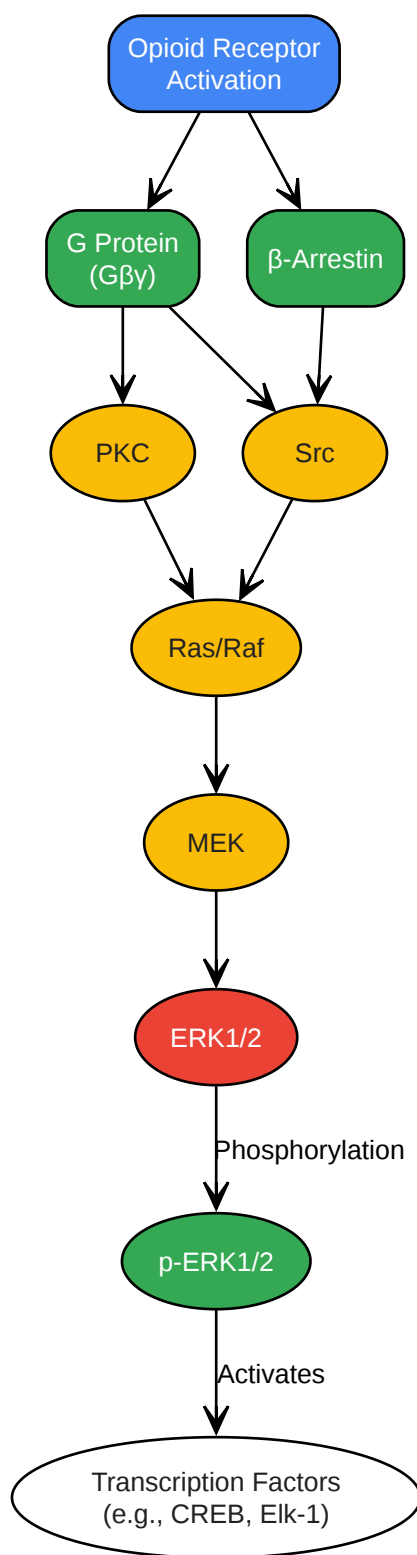 Opioid Receptor
Activation
G Protein
(Gβγ)
β-Arrestin
PKC
Src
Ras/Raf
MEK
ERK1/2
Phosphorylation
p-ERK1/2
Activates
Transcription Factors
(e.g., CREB, Elk-1)